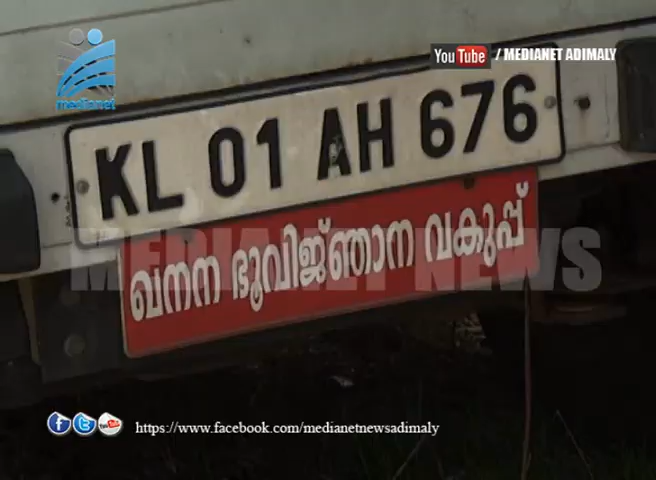 medianet
YouTube / MEDIANET ADIMALY
KL 01 AH 676
MEDIANET NEWS
ഖനന ഭൂവിജ്ഞാന വകുപ്പ്
https://www.facebook.com/medianetnewsadimaly